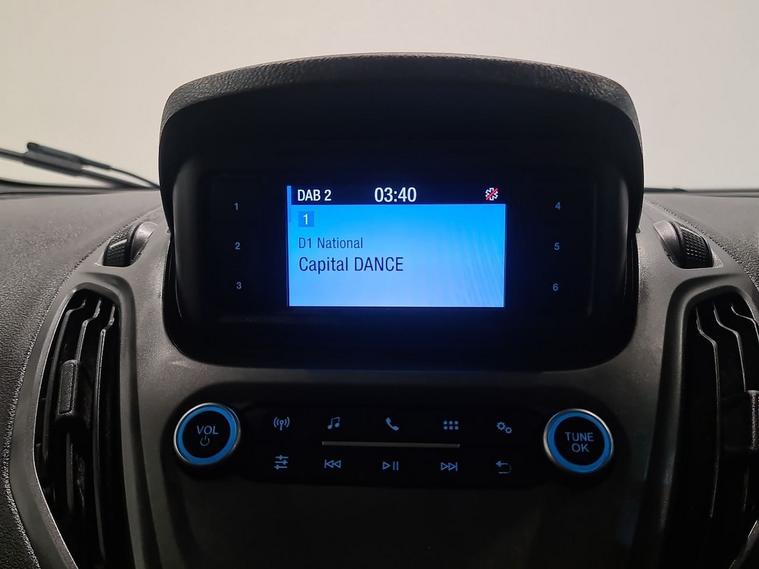 DAB 2 03:40
1
D1 National
Capital DANCE
1 4
2 5
3 6
VOL
TUNE
OK